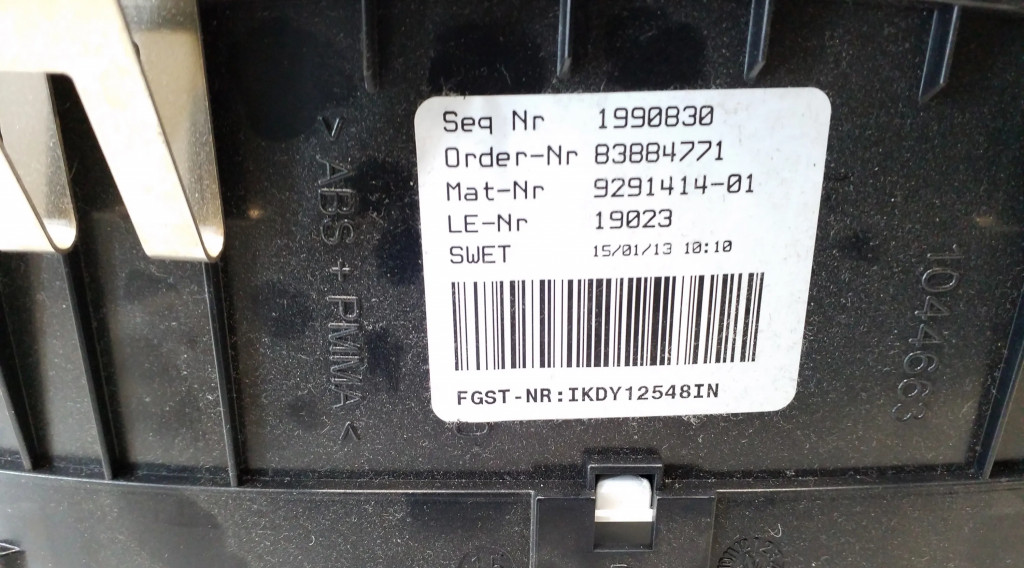 Seq Nr 1990830
Order-Nr 83884771
Mat-Nr 9291414-01
LE-Nr 19023
SWET 15/01/13 10:10
FGST-NR:IKDY12548IN
> ABS + PMMA <
1044663